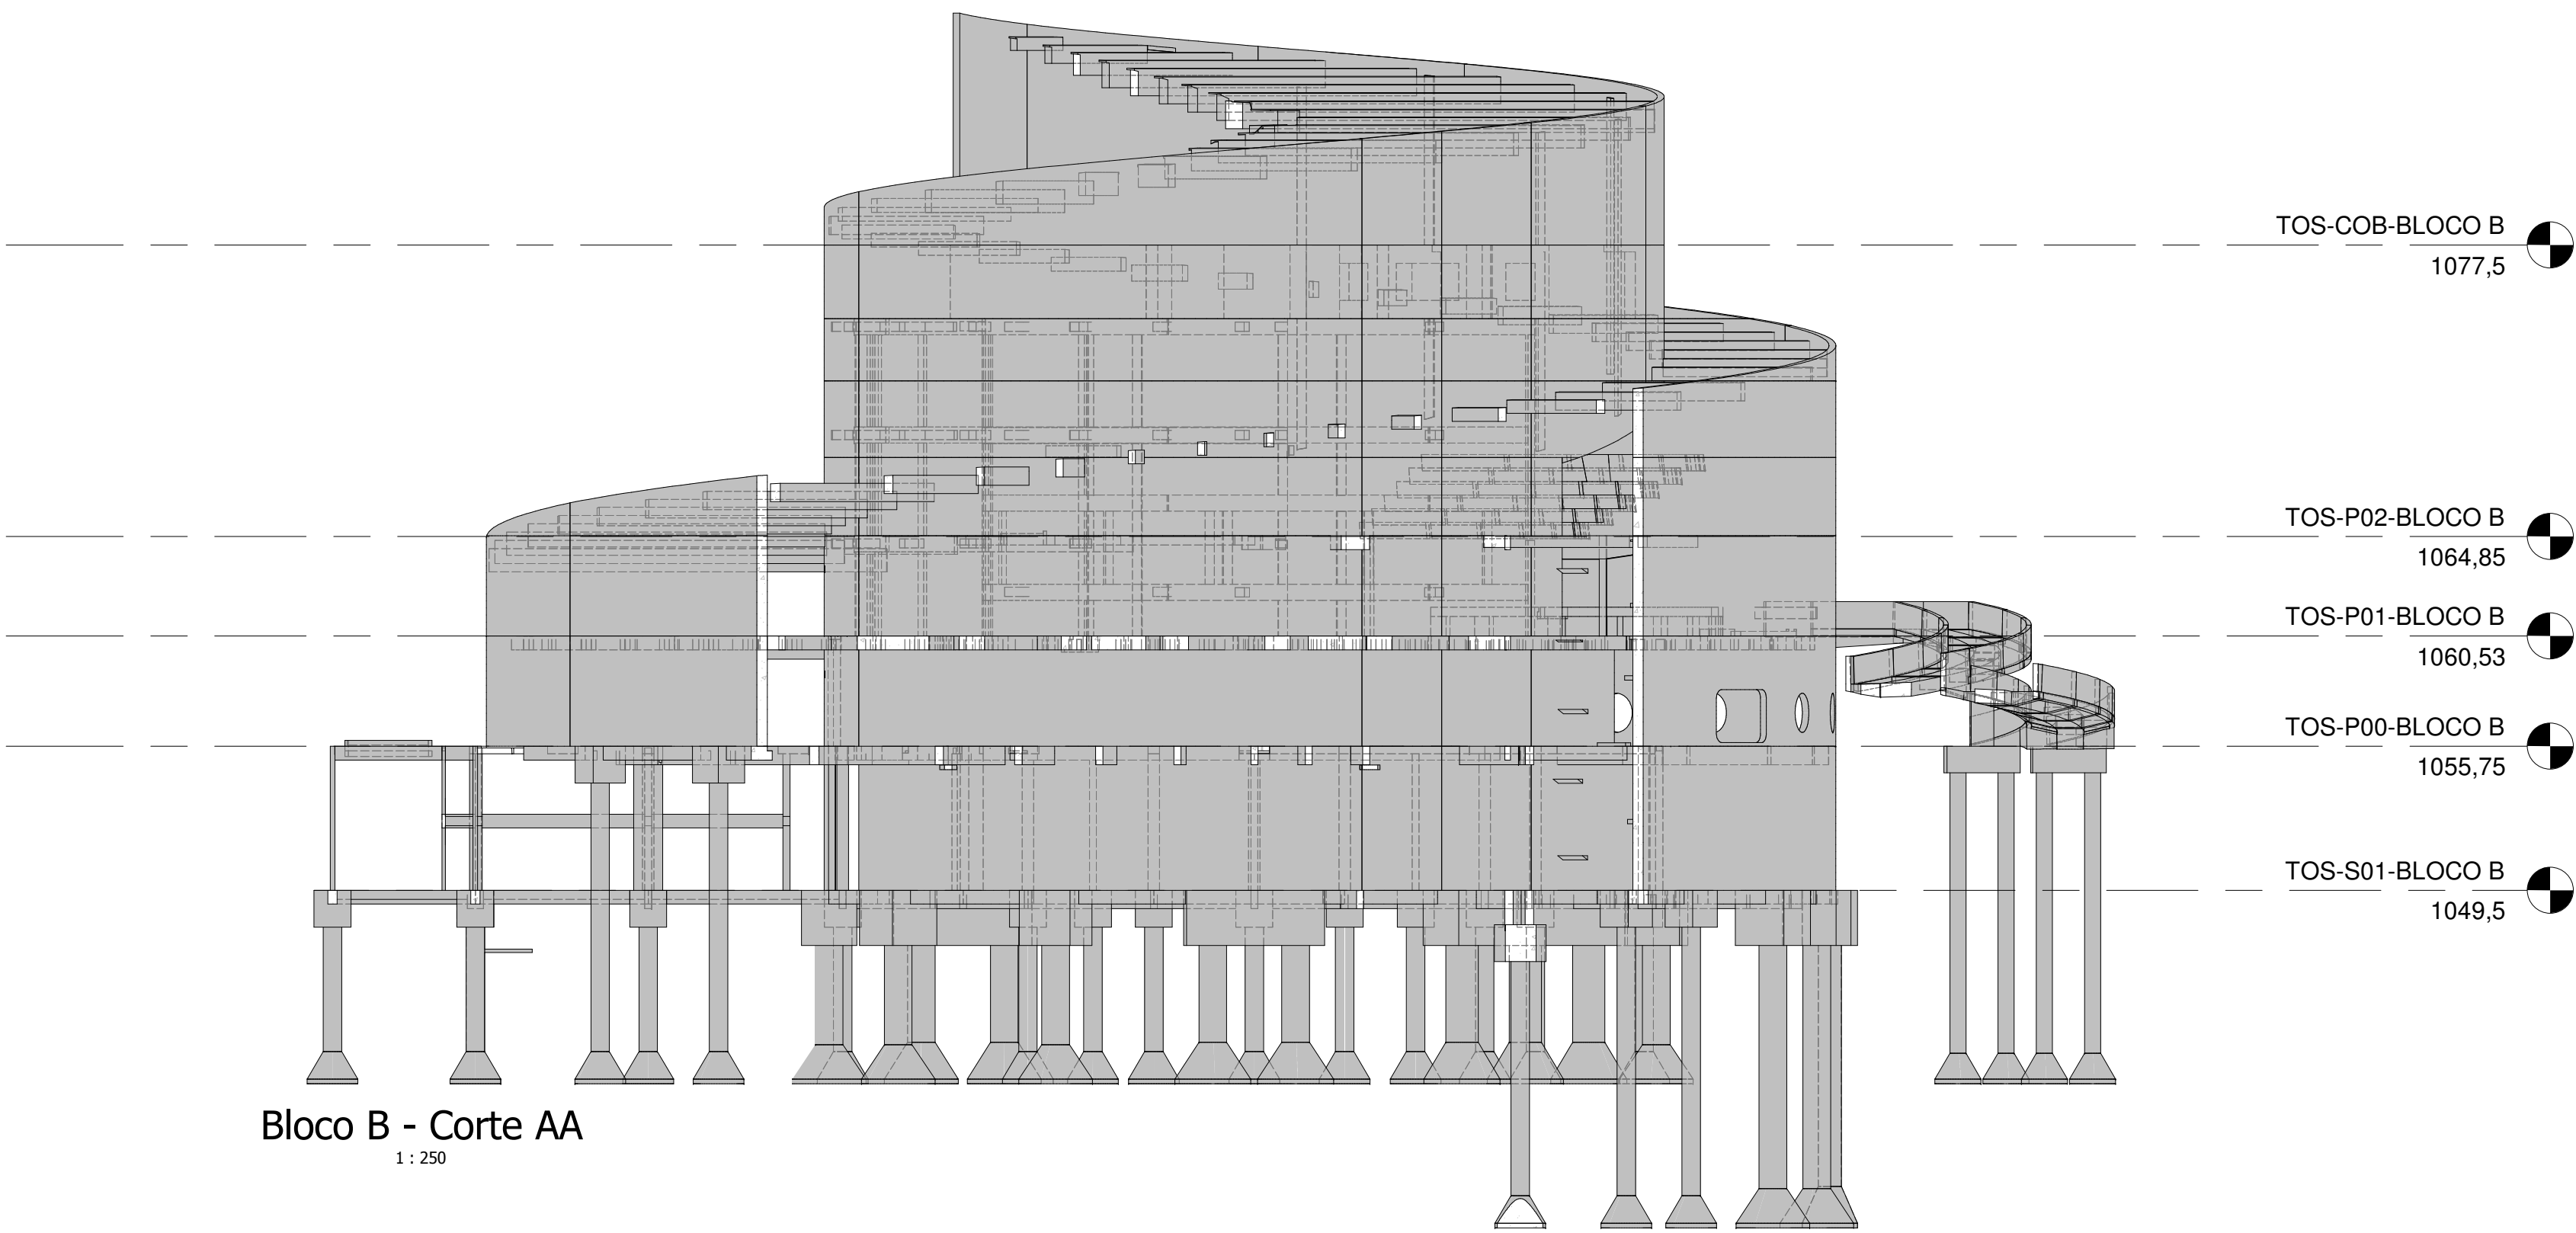 TOS-COB-BLOCO B
1077,5
TOS-P02-BLOCO B
1064,85
TOS-P01-BLOCO B
1060,53
TOS-P00-BLOCO B
1055,75
TOS-S01-BLOCO B
1049,5
Bloco B - Corte AA
1 : 250